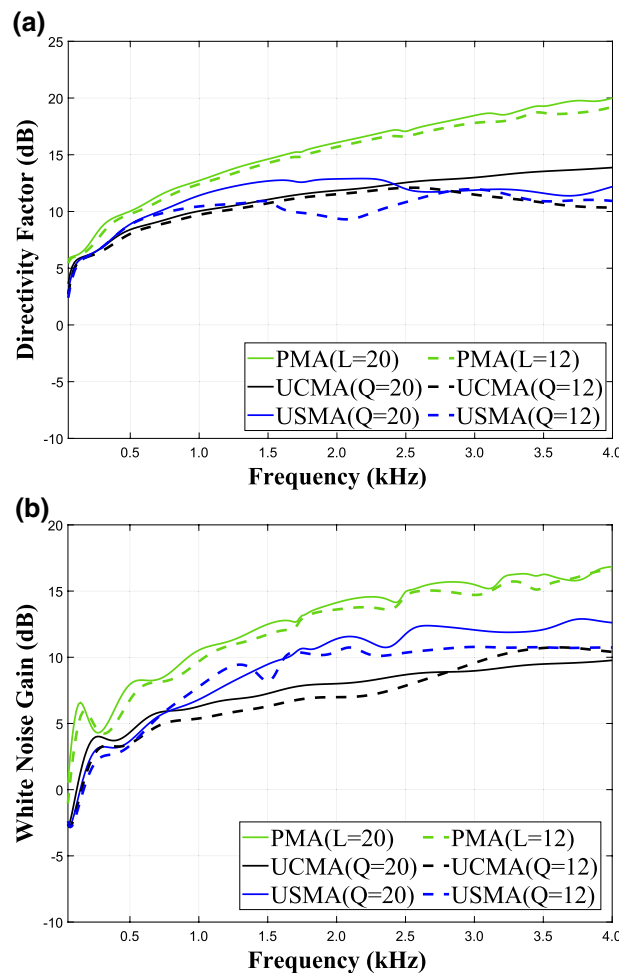 (a)
25
20
15
10
5
0
-5
-10
Directivity Factor (dB)
PMA(L=20) PMA(L=12)
UCMA(Q=20) UCMA(Q=12)
USMA(Q=20) USMA(Q=12)
0.5 1.0 1.5 2.0 2.5 3.0 3.5 4.0
Frequency (kHz)
(b)
20
15
10
5
0
-5
-10
White Noise Gain (dB)
PMA(L=20) PMA(L=12)
UCMA(Q=20) UCMA(Q=12)
USMA(Q=20) USMA(Q=12)
0.5 1.0 1.5 2.0 2.5 3.0 3.5 4.0
Frequency (kHz)